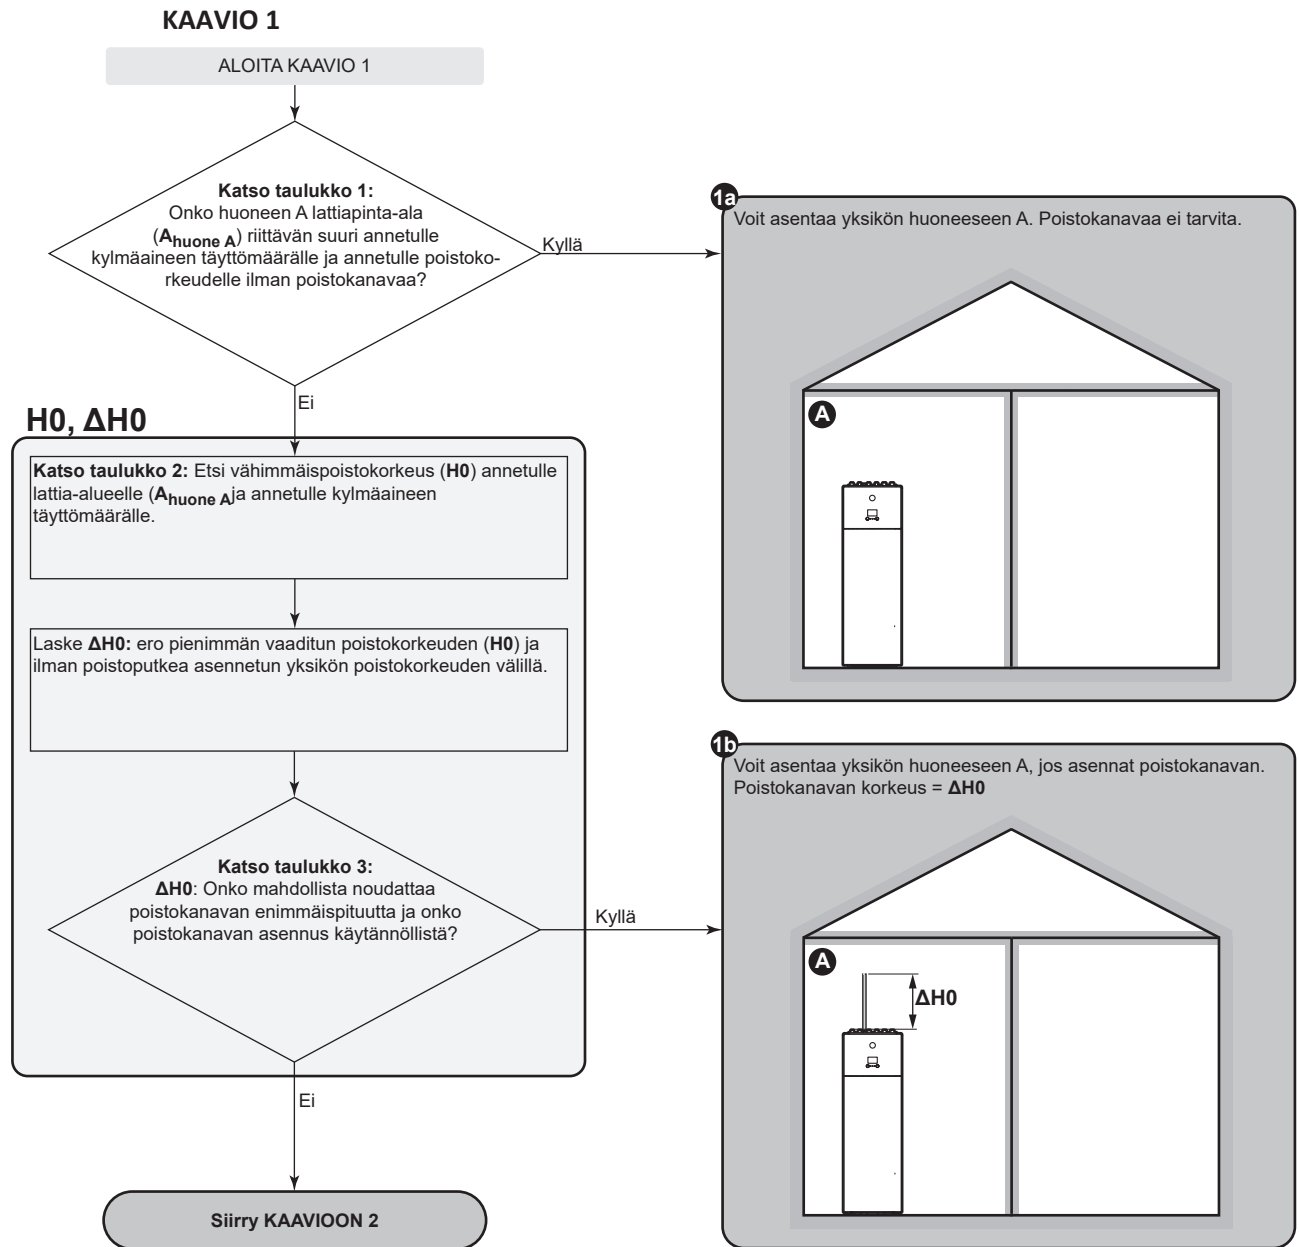 KAAVIO 1
ALOITA KAAVIO 1
Katso taulukko 1:
Onko huoneen A lattiapinta-ala
(Ahuone A) riittävän suuri annetulle
kylmäaineen täyttömäärälle ja annetulle poistoko-
rkeudelle ilman poistokanavaa?
Kyllä
Ei
1a
Voit asentaa yksikön huoneeseen A. Poistokanavaa ei tarvita.
A
H0, ΔH0
Katso taulukko 2: Etsi vähimmäispoistokorkeus (H0) annetulle
lattia-alueelle (Ahuone Aja annetulle kylmäaineen
täyttömäärälle.
Laske ΔH0: ero pienimmän vaaditun poistokorkeuden (H0) ja
ilman poistoputkea asennetun yksikön poistokorkeuden välillä.
Katso taulukko 3:
ΔH0: Onko mahdollista noudattaa
poistokanavan enimmäispituutta ja onko
poistokanavan asennus käytännöllistä?
Kyllä
Ei
1b
Voit asentaa yksikön huoneeseen A, jos asennat poistokanavan.
Poistokanavan korkeus = ΔH0
A
ΔH0
Siirry KAAVIOON 2